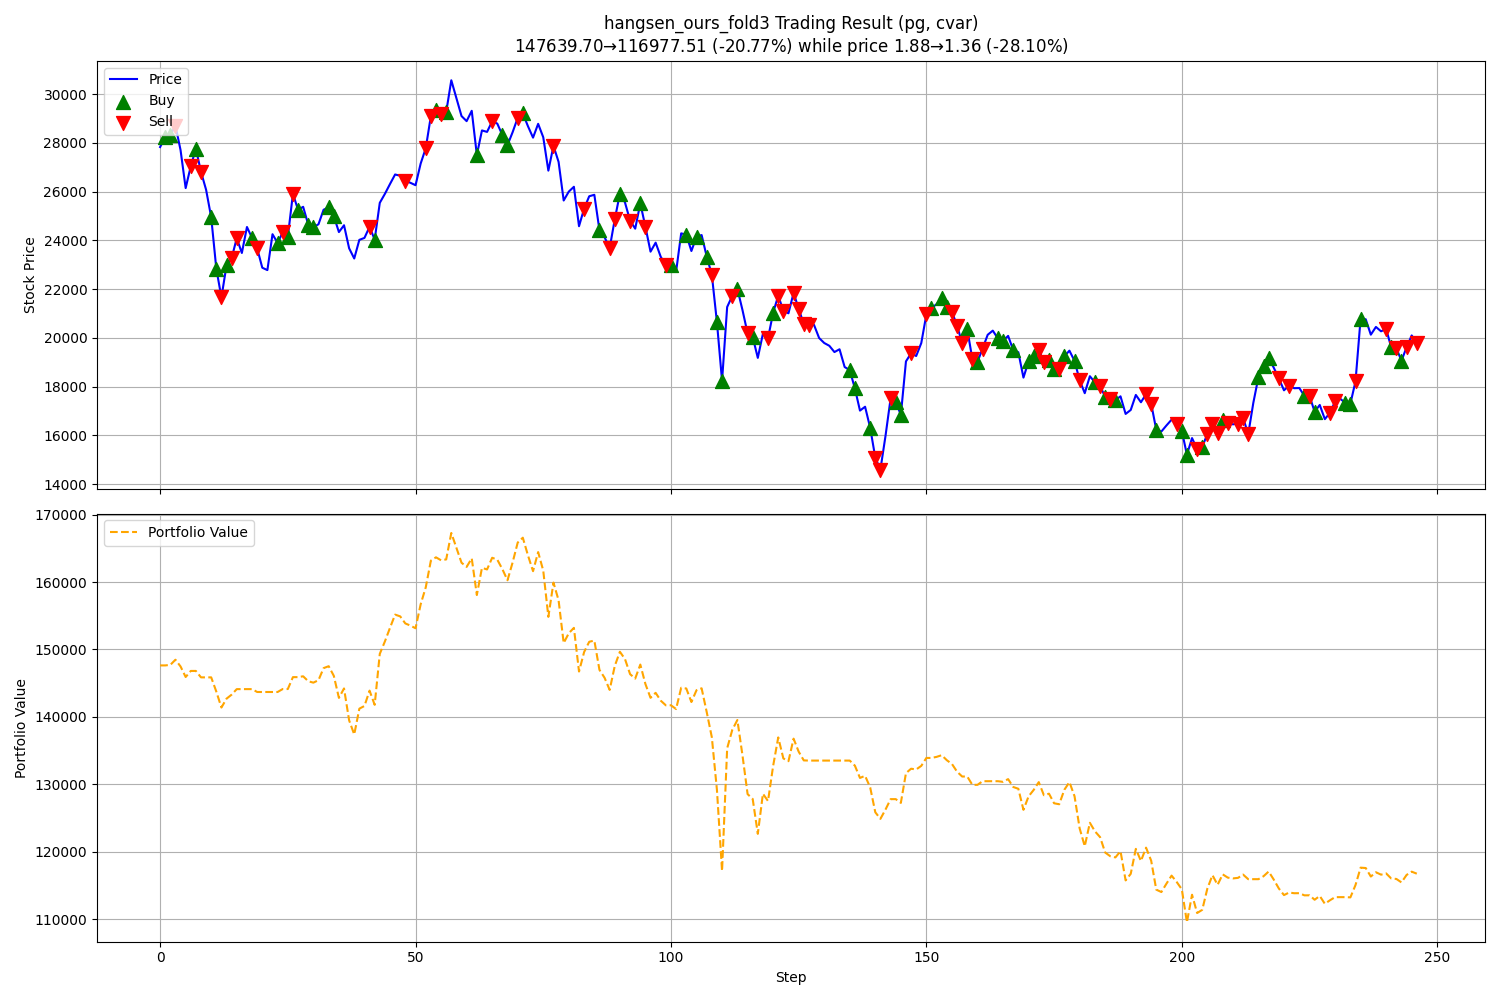 hangsen_ours_fold3 Trading Result (pg, cvar)
147639.70→116977.51 (-20.77%) while price 1.88→1.36 (-28.10%)
Stock Price
30000
28000
26000
24000
22000
20000
18000
16000
14000
Price
Buy
Sell
Portfolio Value
170000
160000
150000
140000
130000
120000
110000
Portfolio Value
0
50
100
150
200
250
Step